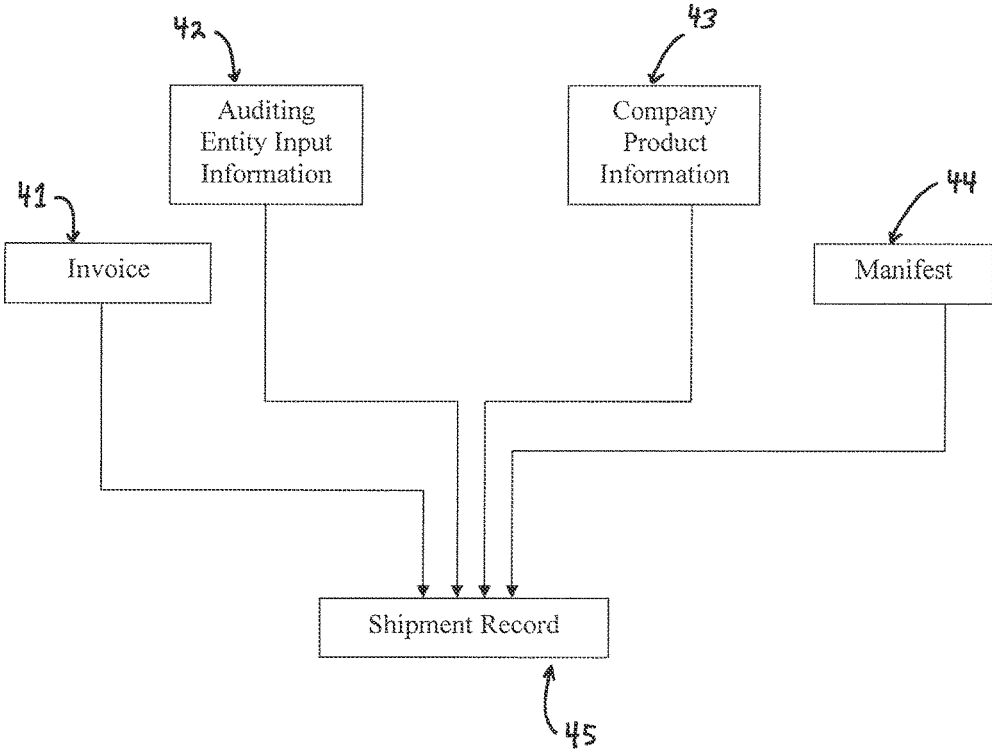 42
43
Auditing
Entity Input
Information
Company
Product
Information
41
44
Invoice
Manifest
Shipment Record
45